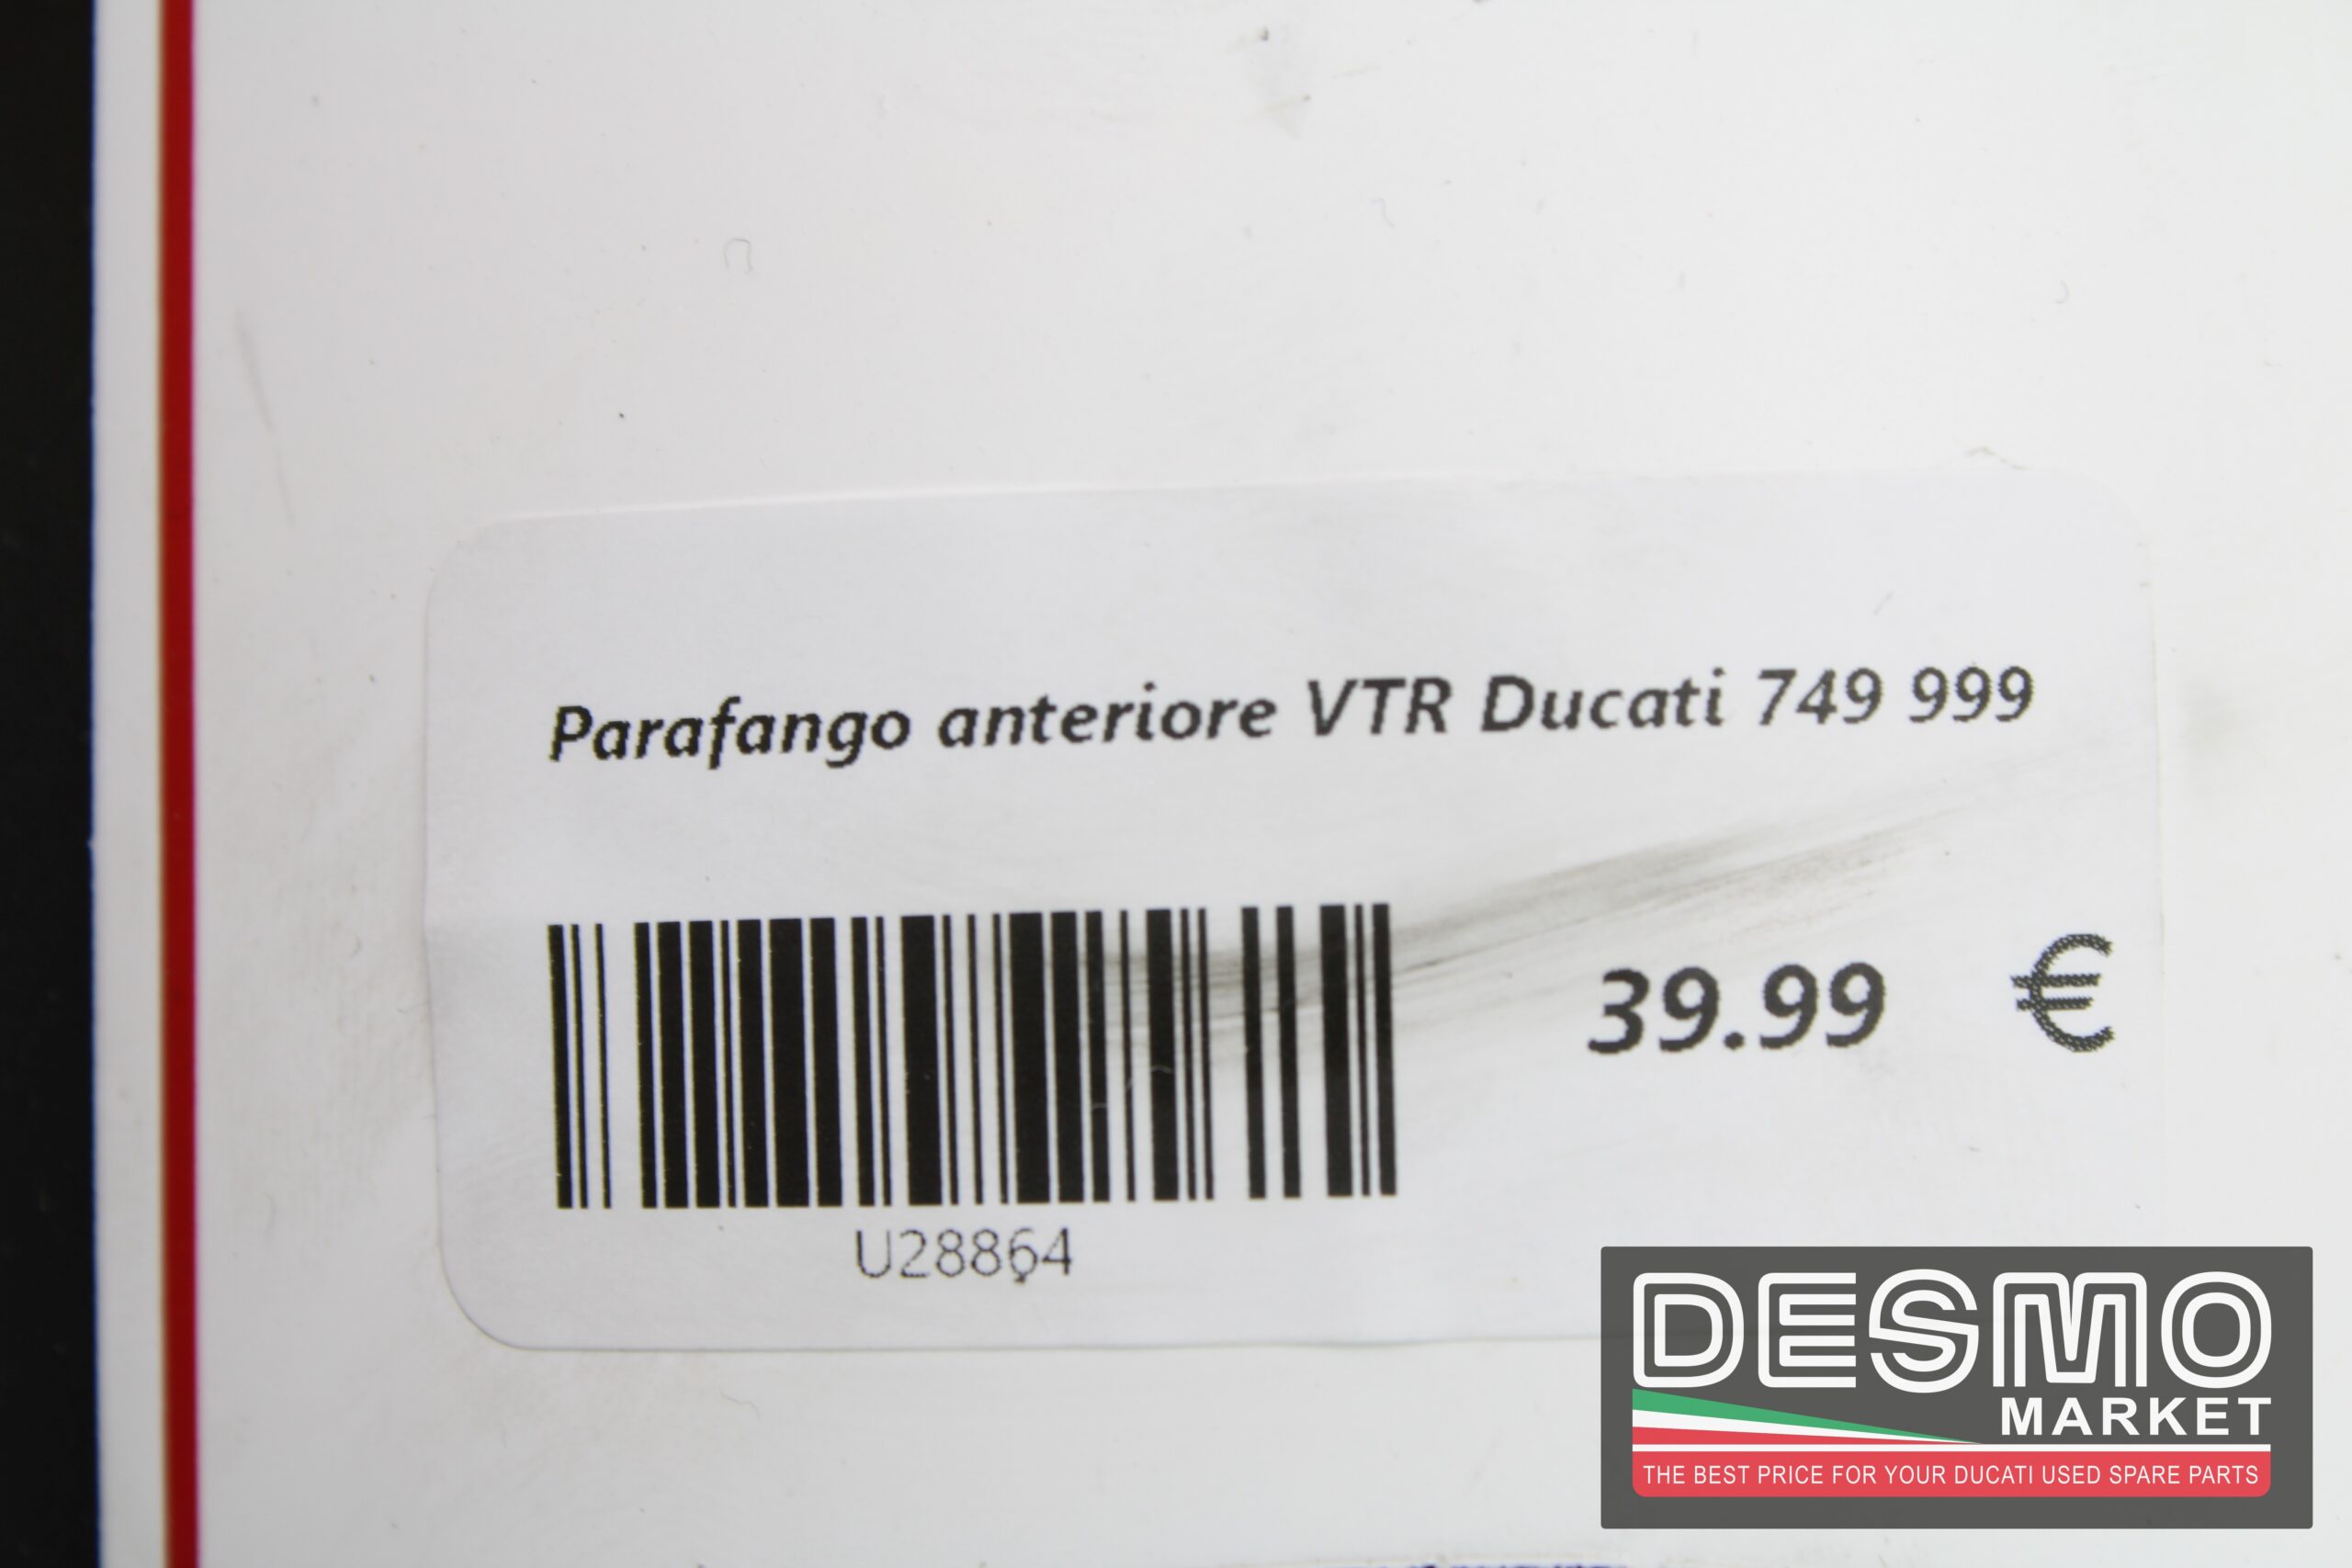 Parafango anteriore VTR Ducati 749 999
39.99 €
U28864
DESMO
MARKET
THE BEST PRICE FOR YOUR DUCATI USED SPARE PARTS